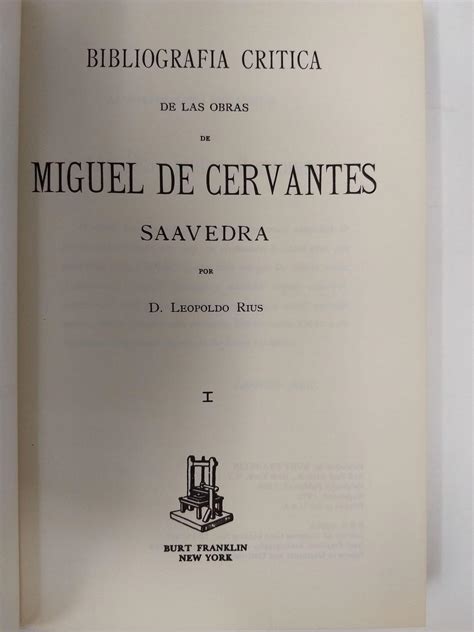 BIBLIOGRAFIA CRITICA
DE LAS OBRAS
DE
MIGUEL DE CERVANTES
SAAVEDRA
POR
D. LEOPOLDO RIUS
I
BURT FRANKLIN
NEW YORK